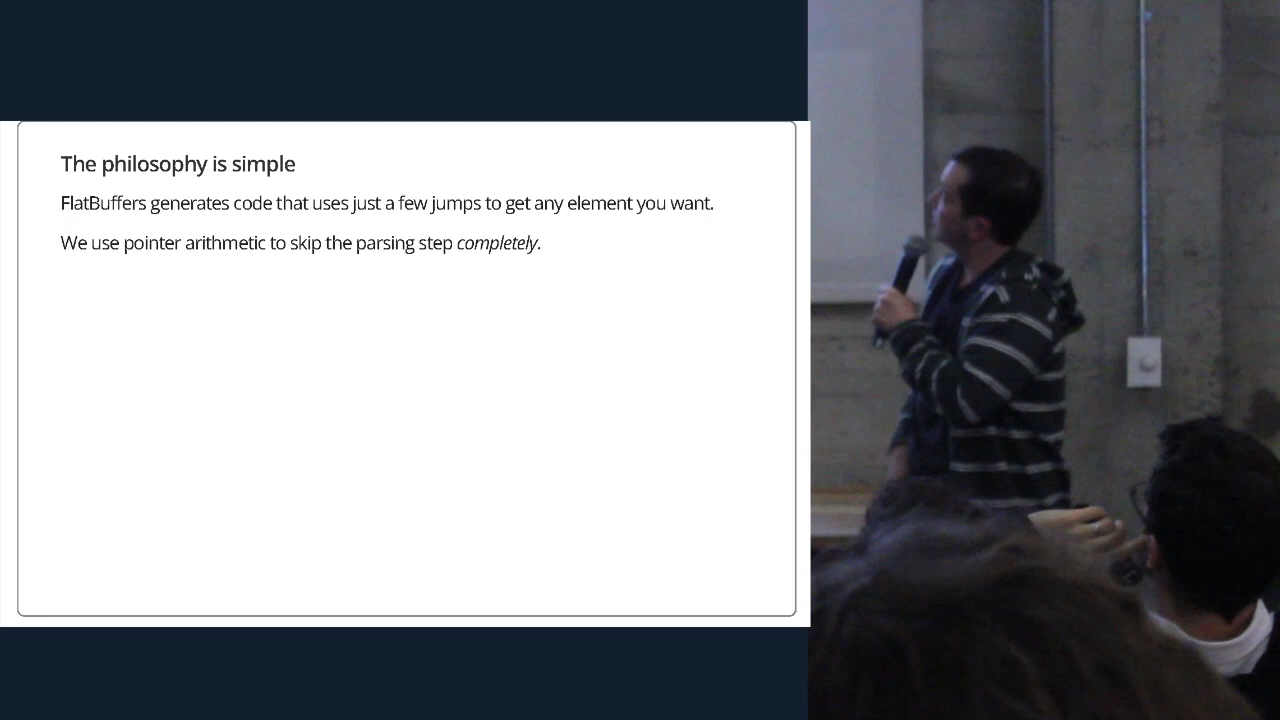 The philosophy is simple
FlatBuffers generates code that uses just a few jumps to get any element you want.
We use pointer arithmetic to skip the parsing step completely.